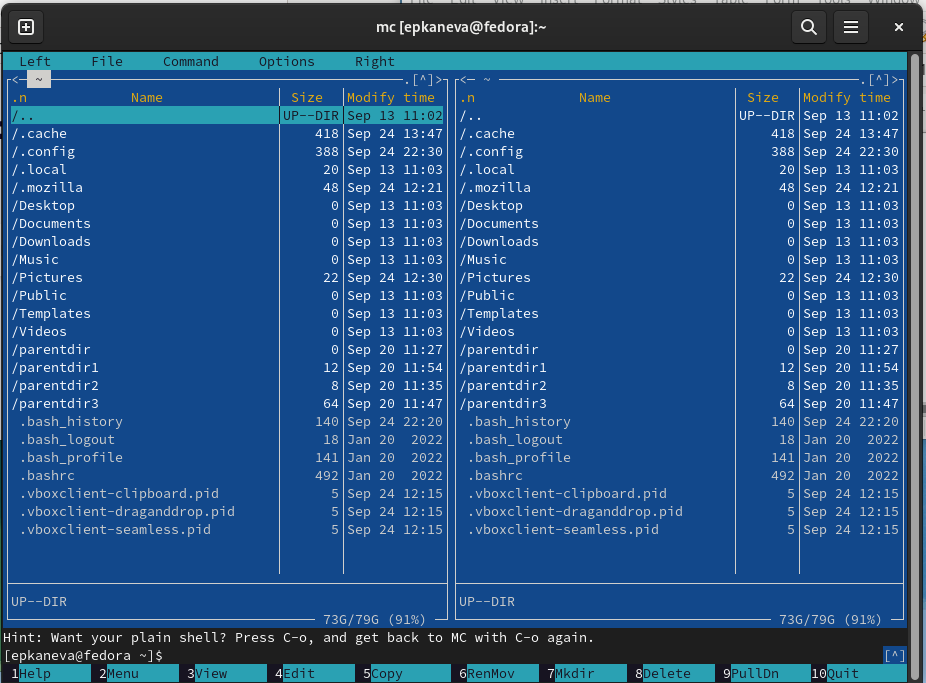 mc [epkaneva@fedora]:~
Left File Command Options Right
<─ ~ .[^]> <─ ~ .[^]>
.n Name Size Modify time .n Name Size Modify time
/.. UP--DIR Sep 13 11:02 /.. UP--DIR Sep 13 11:02
/.cache 418 Sep 24 13:47 /.cache 418 Sep 24 13:47
/.config 388 Sep 24 22:30 /.config 388 Sep 24 22:30
/.local 20 Sep 13 11:03 /.local 20 Sep 13 11:03
/.mozilla 48 Sep 24 12:21 /.mozilla 48 Sep 24 12:21
/Desktop 0 Sep 13 11:03 /Desktop 0 Sep 13 11:03
/Documents 0 Sep 13 11:03 /Documents 0 Sep 13 11:03
/Downloads 0 Sep 13 11:03 /Downloads 0 Sep 13 11:03
/Music 0 Sep 13 11:03 /Music 0 Sep 13 11:03
/Pictures 22 Sep 24 12:30 /Pictures 22 Sep 24 12:30
/Public 0 Sep 13 11:03 /Public 0 Sep 13 11:03
/Templates 0 Sep 13 11:03 /Templates 0 Sep 13 11:03
/Videos 0 Sep 13 11:03 /Videos 0 Sep 13 11:03
/parentdir 0 Sep 20 11:27 /parentdir 0 Sep 20 11:27
/parentdir1 12 Sep 20 11:54 /parentdir1 12 Sep 20 11:54
/parentdir2 8 Sep 20 11:35 /parentdir2 8 Sep 20 11:35
/parentdir3 64 Sep 20 11:47 /parentdir3 64 Sep 20 11:47
.bash_history 140 Sep 24 22:20 .bash_history 140 Sep 24 22:20
.bash_logout 18 Jan 20 2022 .bash_logout 18 Jan 20 2022
.bash_profile 141 Jan 20 2022 .bash_profile 141 Jan 20 2022
.bashrc 492 Jan 20 2022 .bashrc 492 Jan 20 2022
.vboxclient-clipboard.pid 5 Sep 24 12:15 .vboxclient-clipboard.pid 5 Sep 24 12:15
.vboxclient-draganddrop.pid 5 Sep 24 12:15 .vboxclient-draganddrop.pid 5 Sep 24 12:15
.vboxclient-seamless.pid 5 Sep 24 12:15 .vboxclient-seamless.pid 5 Sep 24 12:15
UP--DIR UP--DIR
73G/79G (91%) 73G/79G (91%)
Hint: Want your plain shell? Press C-o, and get back to MC with C-o again.
[epkaneva@fedora ~]$ [^]
1Help 2Menu 3View 4Edit 5Copy 6RenMov 7Mkdir 8Delete 9PullDn 10Quit